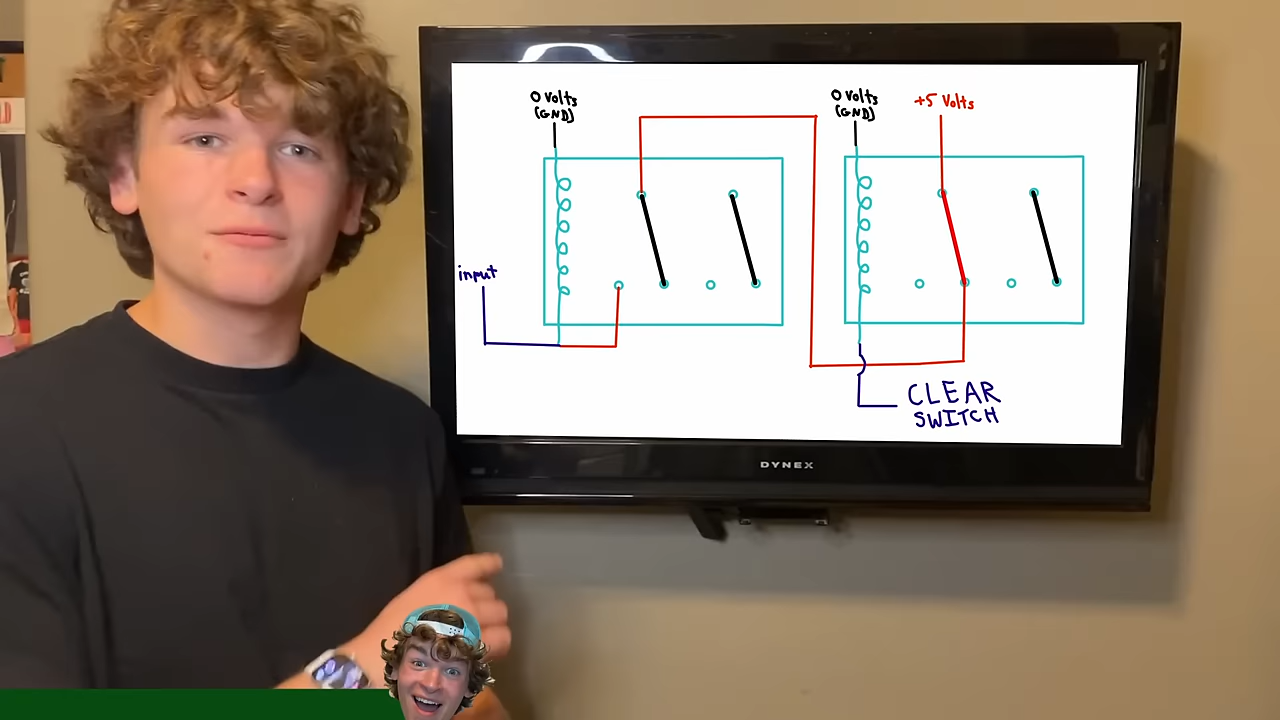 0 Volts
(GND)
0 Volts
(GND)
+5 Volts
input
CLEAR
SWITCH
DYNEX